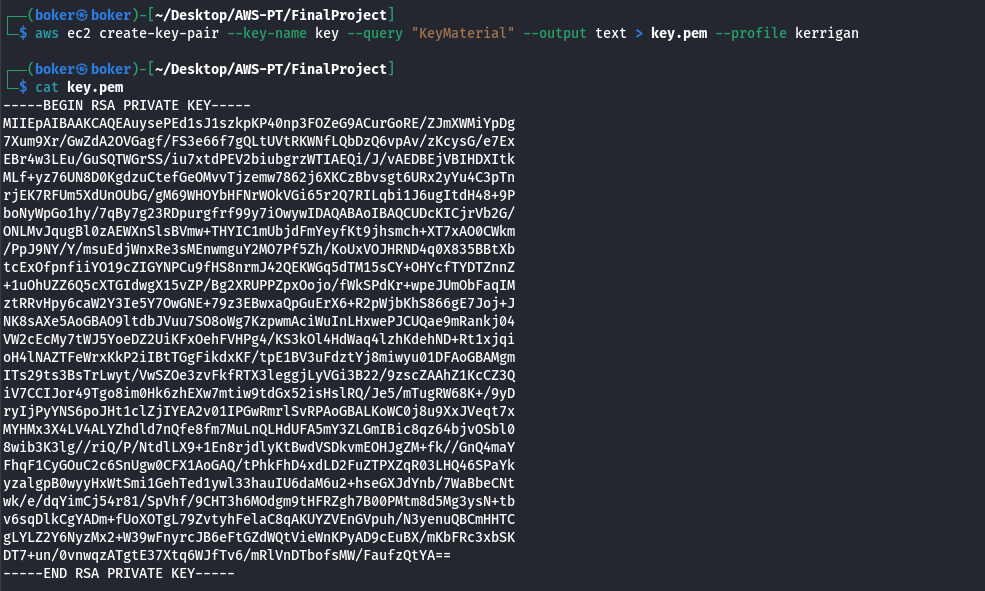 ┌──(boker㉿boker)-[~/Desktop/AWS-PT/FinalProject]
└─$ aws ec2 create-key-pair --key-name key --query "KeyMaterial" --output text > key.pem --profile kerrigan
┌──(boker㉿boker)-[~/Desktop/AWS-PT/FinalProject]
└─$ cat key.pem
-----BEGIN RSA PRIVATE KEY-----
MIIEpAIBAAKCAQEAuysePEd1sJ1szkpKP40np3FOZeG9ACurGoRE/ZJmXWMiYpDg
7Xum9Xr/GwZdA2OVGagf/FS3e66f7gQLtUVtRKWNfLQbDzQ6vpAv/zKcysG/e7Ex
EBr4w3LEu/GuSQTWGrSS/iu7xtdPEV2biubgrzWTIAEQi/J/vAEDBEjVBIHDXItk
MLf+yz76UN8D0KgdzuCtefGeOMvvTjzemw7862j6XKCzBbvsgt6URx2yYu4C3pTn
rjEK7RFUm5XdUnOUbG/gM69WHOYbHFNrWOkVGi65r2Q7RILqbi1J6ugItdH48+9P
boNyWpGo1hy/7qBy7g23RDpurgfrf99y7iOwywIDAQABAoIBAQCUDcKICjrVb2G/
ONLMvJqugBl0zAEWXnSlsBVmw+THYIC1mUbjdFmYeyfKt9jhsmch+XT7xAO0CWkm
/PpJ9NY/Y/msuEdjWnxRe3sMEnwmguY2MO7Pf5Zh/KoUxVOJHRND4q0X835BBtXb
tcExOfpnfiiYO19cZIGYNPCu9fHS8nrmJ42QEKWGq5dTM15sCY+OHYcfTYDTZnnZ
+1uOhUZZ6Q5cXTGIdwgX15vZP/Bg2XRUPPZpxOojo/fWkSPdKr+wpeJUmObFaqIM
ztRRvHpy6caW2Y3Ie5Y7OwGNE+79z3EBwxaQpGuErX6+R2pWjbKhS866gE7Joj+J
NK8sAXe5AoGBAO9ltdbJVuu7SO8oWg7KzpwmAciWuInLHxwePJCUQae9mRankj04
VW2cEcMy7tWJ5YoeDZ2UiKFxOehFVHPg4/KS3kOl4HdWaq4lzhKdehND+Rt1xjqi
oH4lNAZTFeWrxKkP2iIBtTGgFikdxKF/tpE1BV3uFdztYj8miwyu01DFAoGBAMgm
ITs29ts3BsTrLwyt/VwSZOe3zvFkfRTX3leggjLyVGi3B22/9zscZAAhZ1KcCZ3Q
iV7CCIJor49Tgo8im0Hk6zhEXw7mtiw9tdGx52isHslRQ/Je5/mTugRW68K+/9yD
ryIjPyYNS6poJHt1clZjIYEA2v01IPGwRmrlSvRPAoGBALKoWC0j8u9XxJVeqt7x
MYHMx3X4LV4ALYZhdld7nQfe8fm7MuLnQLHdUFA5mY3ZLGmIBic8qz64bjvOSbl0
8wib3K3lg//riQ/P/NtdlLX9+1En8rjdlyKtBwdVSDkvmEOHJgZM+fk//GnQ4maY
FhqF1CyGOuC2c6SnUgw0CFX1AoGAQ/tPhkFhD4xdLD2FuZTPXZqR03LHQ46SPaYk
yzalgpB0wyyHxWtSmi1GehTed1ywl33hauIU6daM6u2+hseGXJdYnb/7WaBbeCNt
wk/e/dqYimCj54r81/SpVhf/9CHT3h6MOdgm9tHFRZgh7B00PMtm8d5Mg3ysN+tb
v6sqDlkCgYADm+fUoXOTgL79ZvtyhFelaC8qAKUYZVEnGVpuh/N3yenuQBCmHHTC
gLYLZ2Y6NyzMx2+W39wFnyrcJB6eFtGZdWQtVieWnKPyAD9cEuBX/mKbFRc3xbSK
DT7+un/0vnwqzATgtE37Xtq6WJfTv6/mRlVnDTbofsMW/FaufzQtYA==
-----END RSA PRIVATE KEY-----